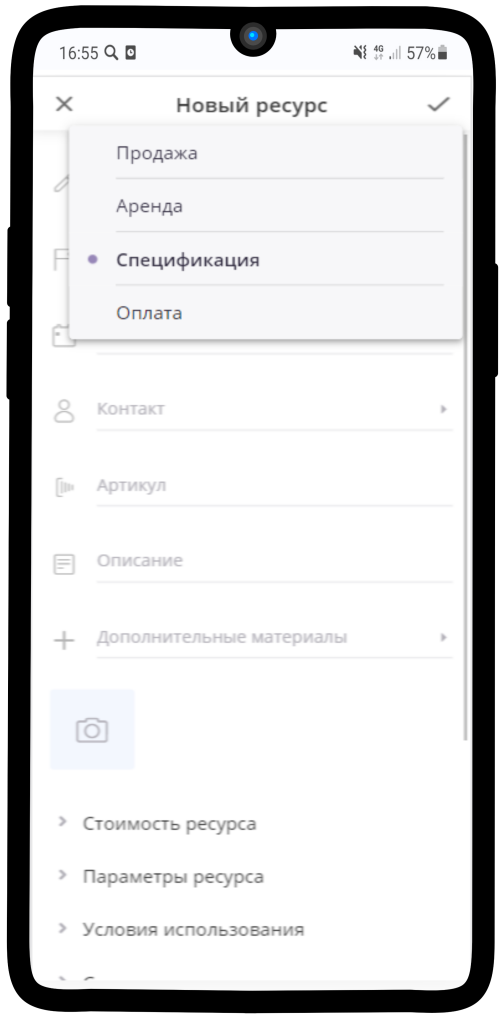 16:55 4G 57%
Новый ресурс
Продажа
Аренда
Спецификация
Оплата
Контакт
Артикул
Описание
Дополнительные материалы
Стоимость ресурса
Параметры ресурса
Условия использования